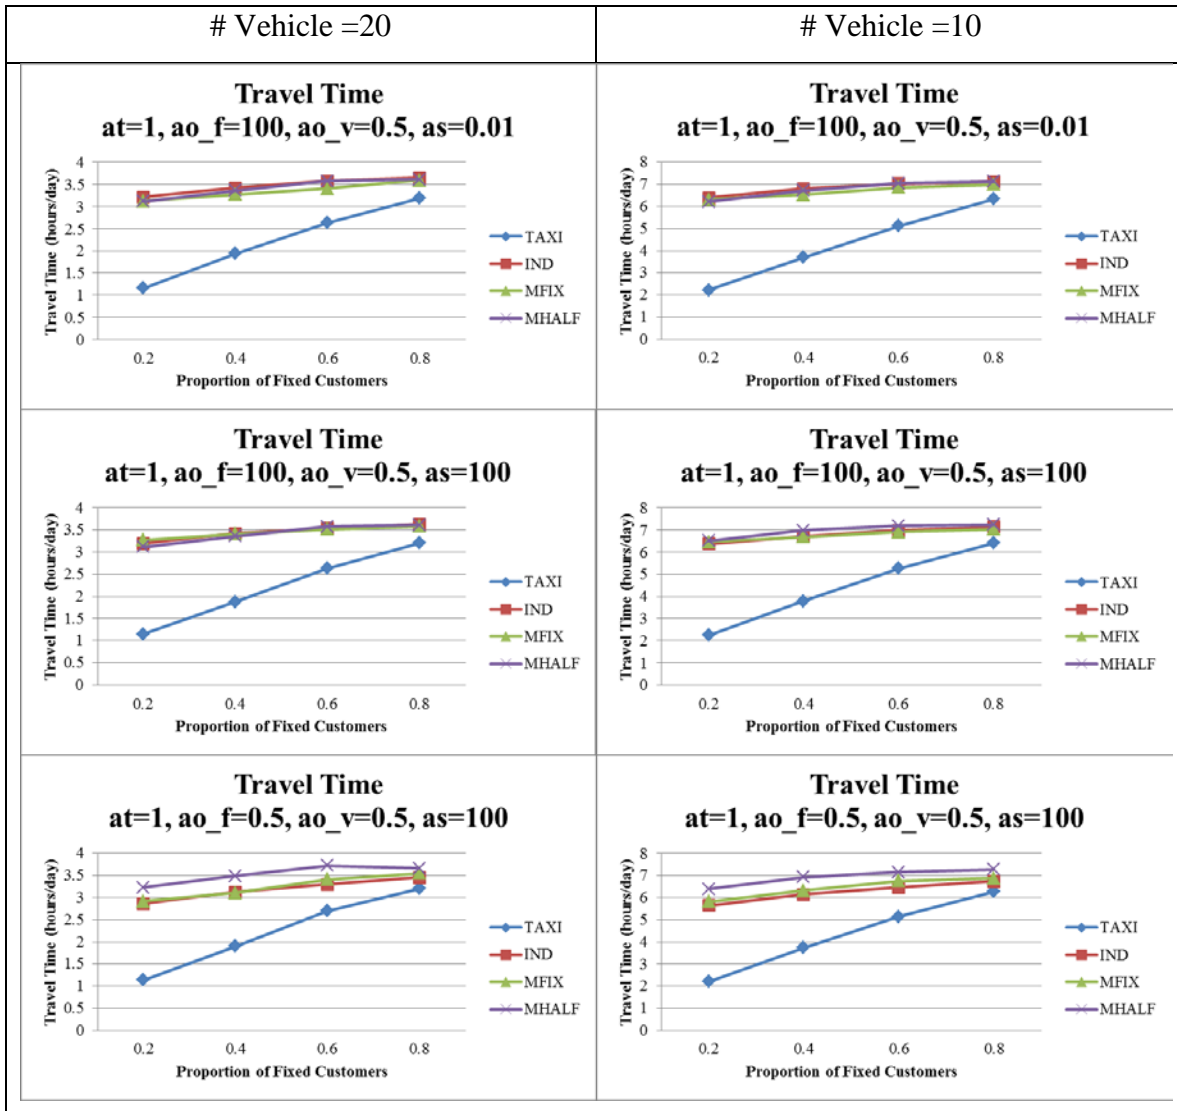 # Vehicle =20
# Vehicle =10
Travel Time
at=1, ao_f=100, ao_v=0.5, as=0.01
Travel Time (hours/day)
4
3.5
3
2.5
2
1.5
1
0.5
0
0.2 0.4 0.6 0.8
Proportion of Fixed Customers
TAXI
IND
MFIX
MHALF
Travel Time
at=1, ao_f=100, ao_v=0.5, as=0.01
Travel Time (hours/day)
8
7
6
5
4
3
2
1
0
0.2 0.4 0.6 0.8
Proportion of Fixed Customers
TAXI
IND
MFIX
MHALF
Travel Time
at=1, ao_f=100, ao_v=0.5, as=100
Travel Time (hours/day)
4
3.5
3
2.5
2
1.5
1
0.5
0
0.2 0.4 0.6 0.8
Proportion of Fixed Customers
TAXI
IND
MFIX
MHALF
Travel Time
at=1, ao_f=100, ao_v=0.5, as=100
Travel Time (hours/day)
8
7
6
5
4
3
2
1
0
0.2 0.4 0.6 0.8
Proportion of Fixed Customers
TAXI
IND
MFIX
MHALF
Travel Time
at=1, ao_f=0.5, ao_v=0.5, as=100
Travel Time (hours/day)
4
3.5
3
2.5
2
1.5
1
0.5
0
0.2 0.4 0.6 0.8
Proportion of Fixed Customers
TAXI
IND
MFIX
MHALF
Travel Time
at=1, ao_f=0.5, ao_v=0.5, as=100
Travel Time (hours/day)
8
7
6
5
4
3
2
1
0
0.2 0.4 0.6 0.8
Proportion of Fixed Customers
TAXI
IND
MFIX
MHALF